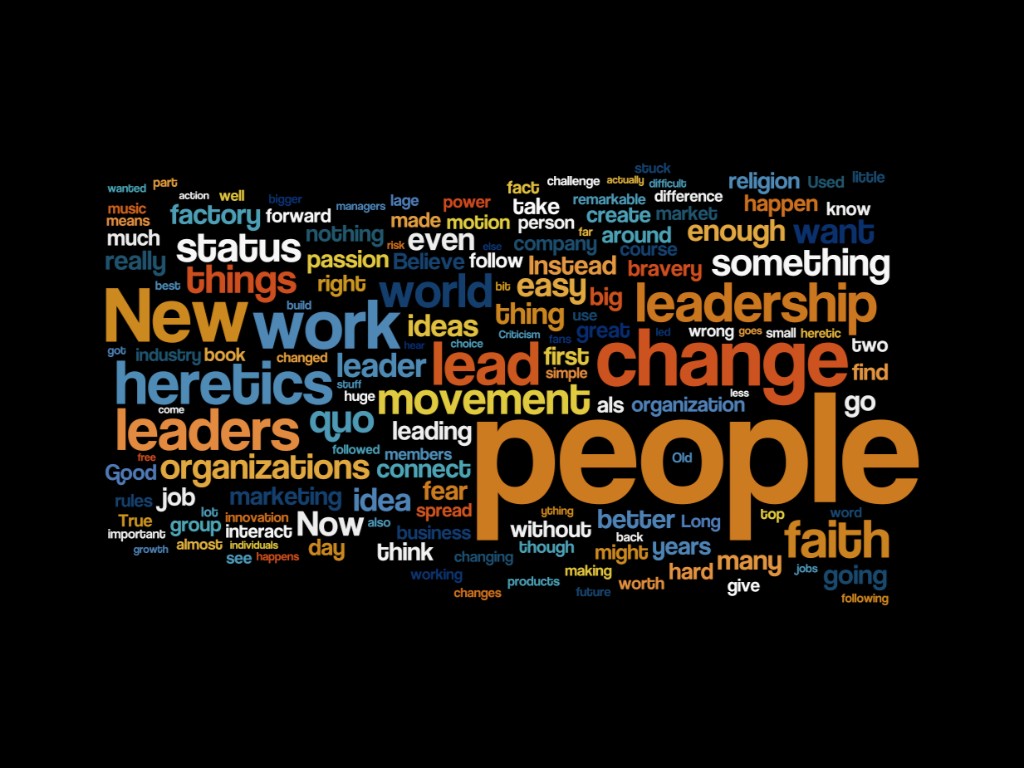 stuck
wanted part action well bigger managers lage power fact challenge actually difficult religion Used little
music means factory forward made motion take person remarkable difference create market happen know
much status nothing risk even else company far around course enough want
really things passion Believe follow Instead bravery something
best right world bit easy big leadership
New build work ideas Criticism thing use great led wrong goes small heretic two
got industry book changed hear choice fans first simple change find
heretics stuff leader lead
come huge movement als organization less go
leaders quo leading people Old
free followed members
Good organizations connect
rules job marketing idea fear spread ything without better Long top word faith
True lot innovation Now also business back
important group interact though might years many
growth almost individuals see happens day think changing hard jobs going
working products making worth give
changes future following